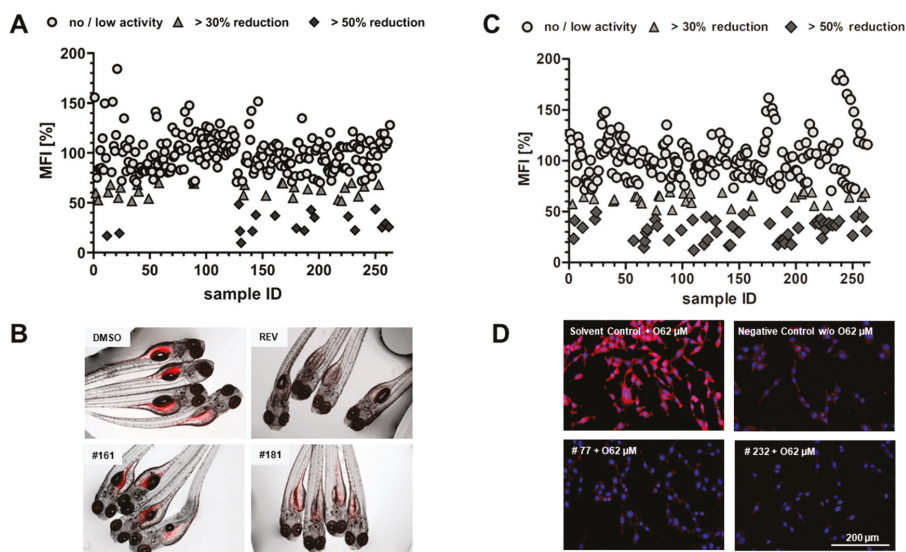 A
no / low activity > 30% reduction > 50% reduction
MFI [%]
200
150
100
50
0
0 50 100 150 200 250
sample ID
C
no / low activity > 30% reduction > 50% reduction
MFI [%]
200
150
100
50
0
0 50 100 150 200 250
sample ID
B
DMSO
REV
#161
#181
D
Solvent Control + O62 µM
Negative Control w/o O62 µM
# 77 + O62 µM
# 232 + O62 µM
200 µm